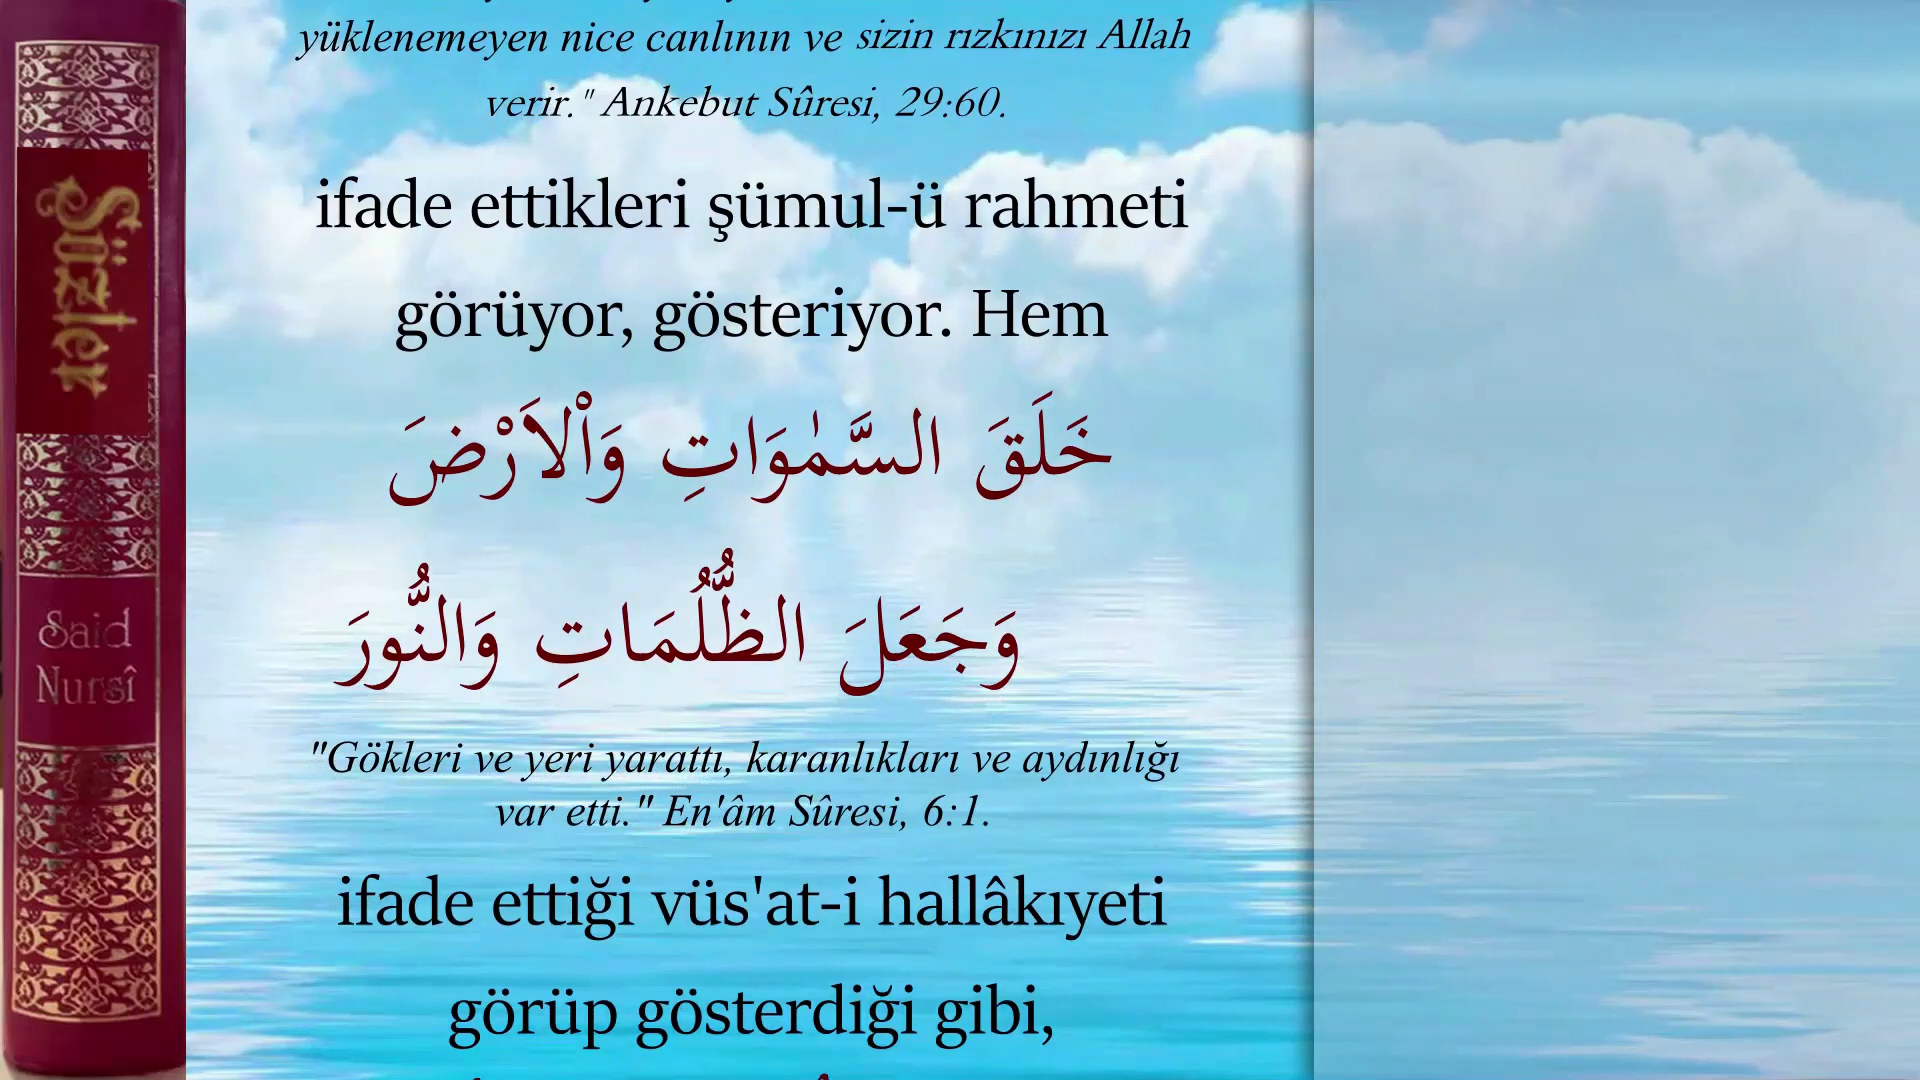 Sözler
Said
Nursî
yüklenemeyen nice canlının ve sizin rızkınızı Allah
verir." Ankebut Sûresi, 29:60.
ifade ettikleri şümul-ü rahmeti
görüyor, gösteriyor. Hem
خَلَقَ السَّمٰوَاتِ وَاْلاَرْضَ
وَجَعَلَ الظُّلُمَاتِ وَالنُّورَ
"Gökleri ve yeri yarattı, karanlıkları ve aydınlığı
var etti." En'âm Sûresi, 6:1.
ifade ettiği vüs'at-i hallâkıyeti
görüp gösterdiği gibi,